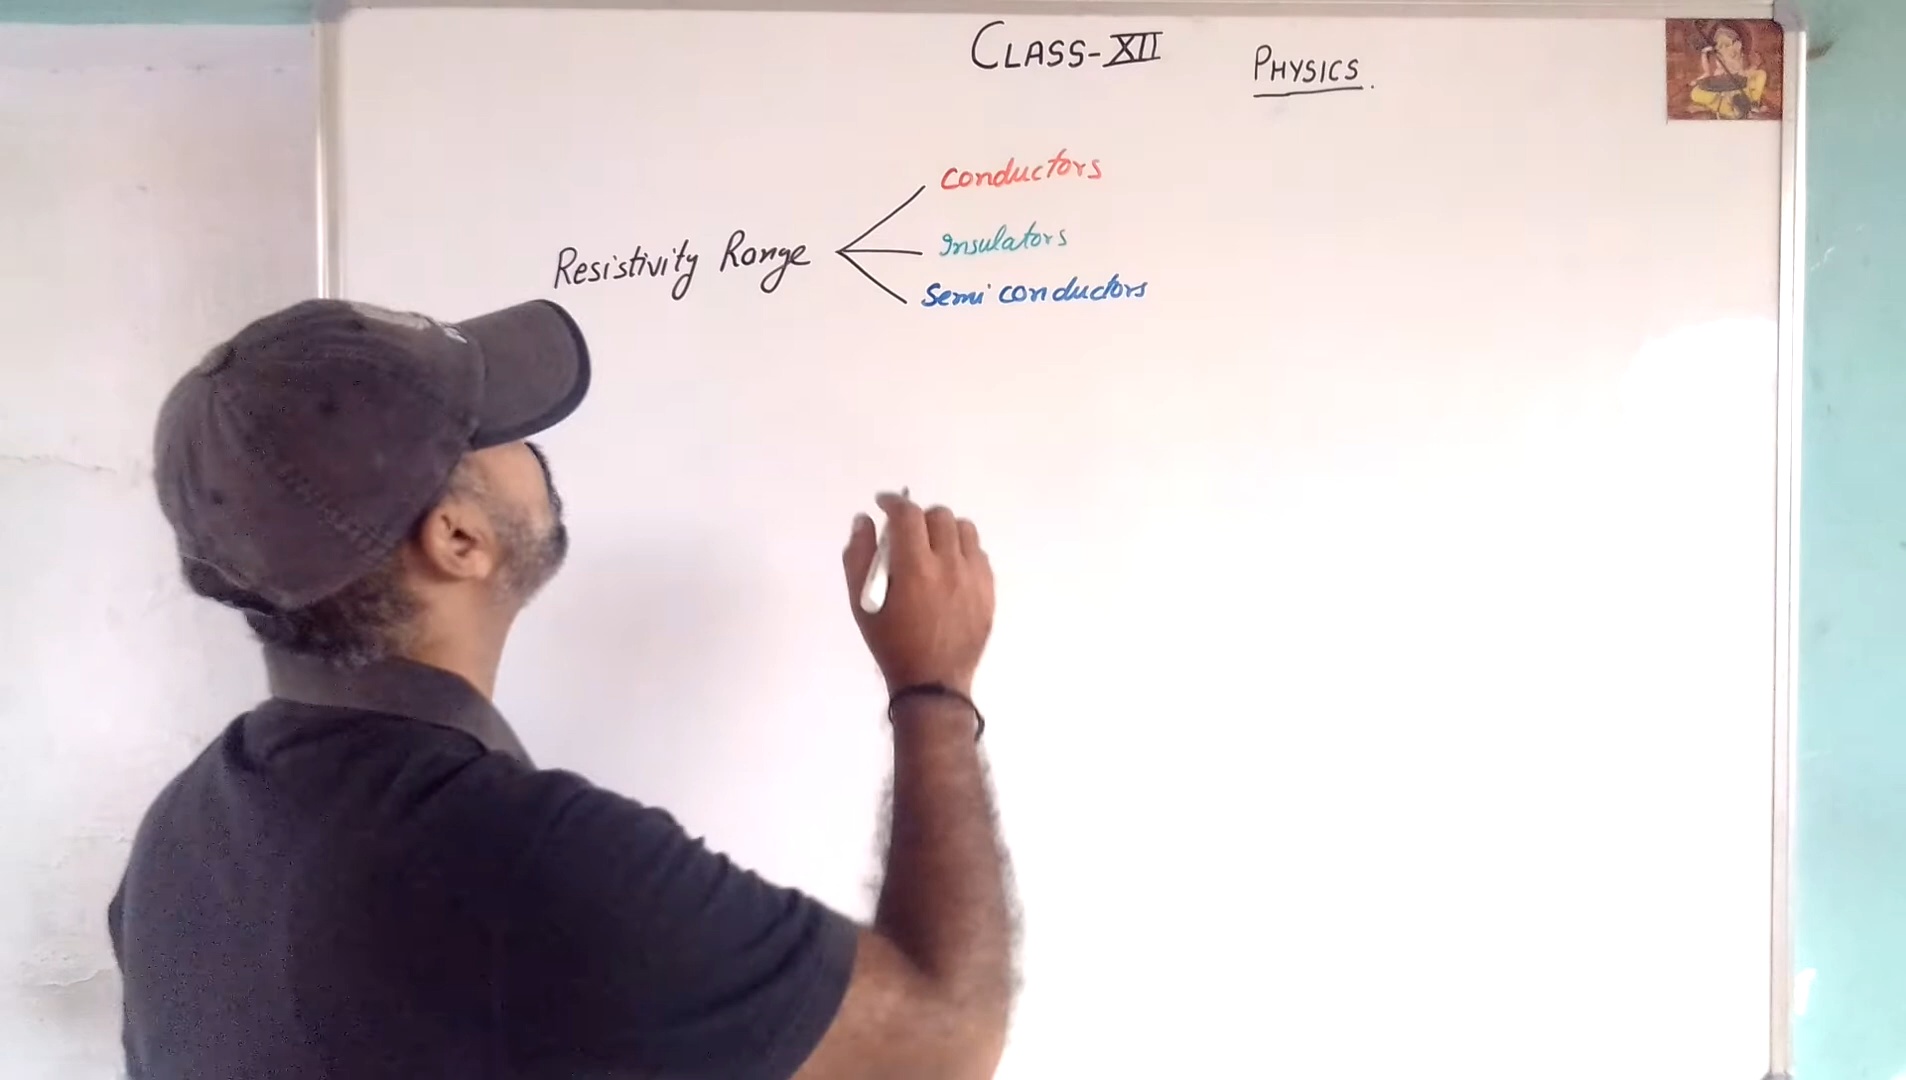 CLASS-XII
PHYSICS.
Resistivity Range
Conductors
Insulators
Semi conductors